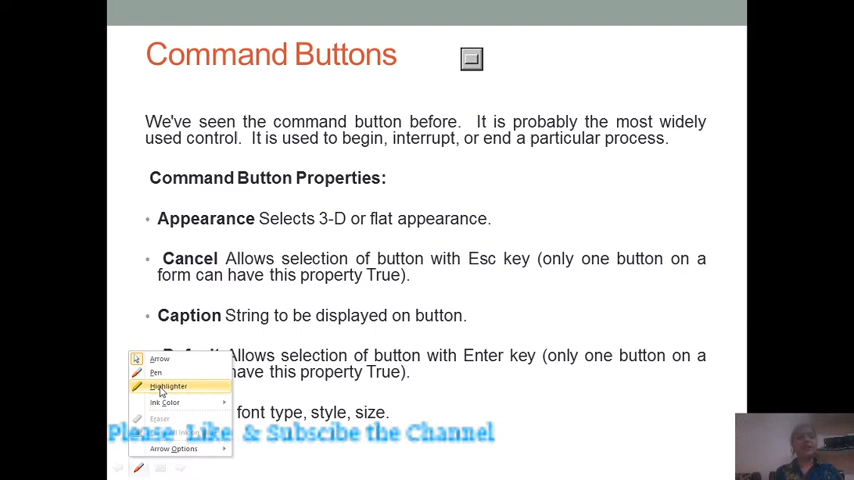 Command Buttons
We've seen the command button before. It is probably the most widely
used control. It is used to begin, interrupt, or end a particular process.
Command Button Properties:
• Appearance Selects 3-D or flat appearance.
• Cancel Allows selection of button with Esc key (only one button on a
form can have this property True).
• Caption String to be displayed on button.
Allows selection of button with Enter key (only one button on a
have this property True).
font type, style, size.
Arrow
Pen
Highlighter
Ink Color
Eraser
Arrow Options
Please Like & Subscibe the Channel